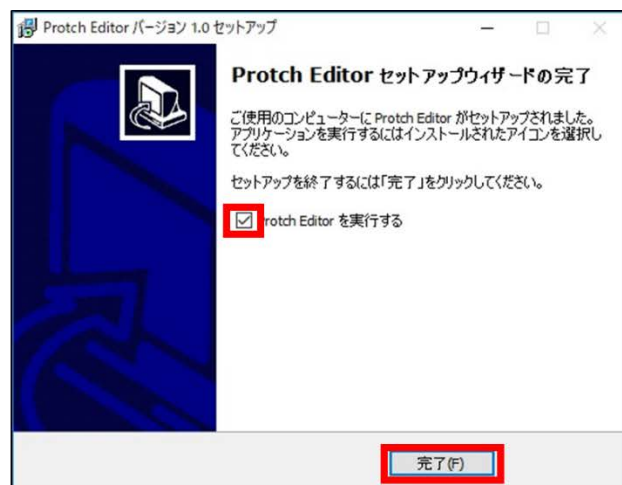 Protch Editor バージョン 1.0 セットアップ
Protch Editor セットアップウィザードの完了
ご使用のコンピューターに Protch Editor がセットアップされました。
アプリケーションを実行するにはインストールされたアイコンを選択し
てください。
セットアップを終了するには「完了」をクリックしてください。
rotch Editor を実行する
完了(F)